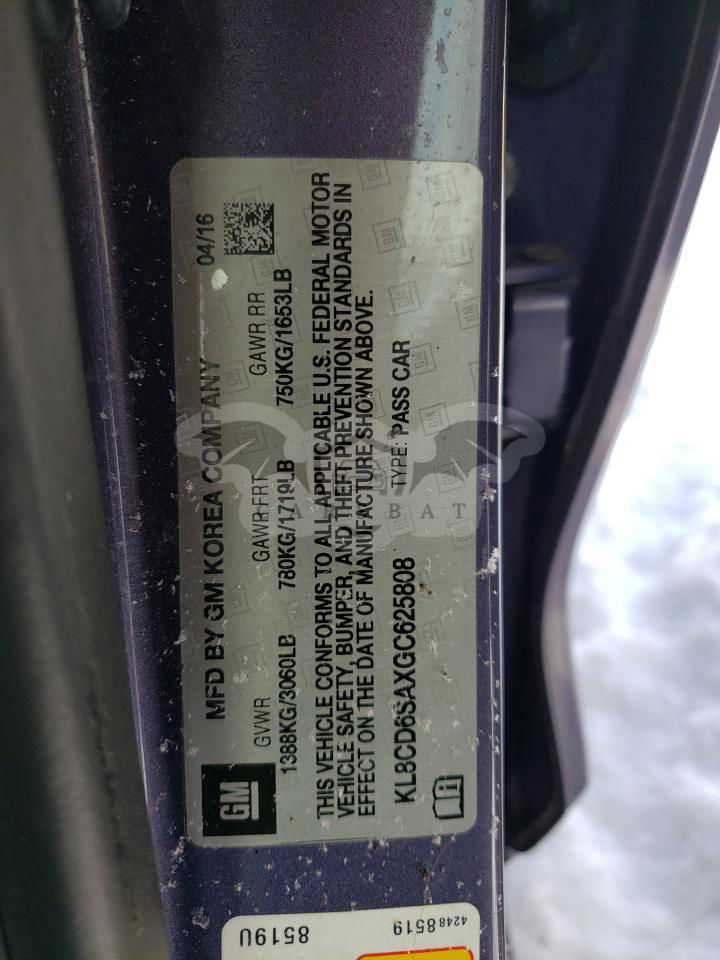 MFD BY GM KOREA COMPANY 04/16
GVWR GAWR FRT GAWR RR
1388KG/3060LB 780KG/1719LB 750KG/1653LB
THIS VEHICLE CONFORMS TO ALL APPLICABLE U.S. FEDERAL MOTOR
VEHICLE SAFETY, BUMPER, AND THEFT PREVENTION STANDARDS IN
EFFECT ON THE DATE OF MANUFACTURE SHOWN ABOVE.
KL8CD6SAXGC625808 TYPE: PASS CAR
GM
42488519
8519U